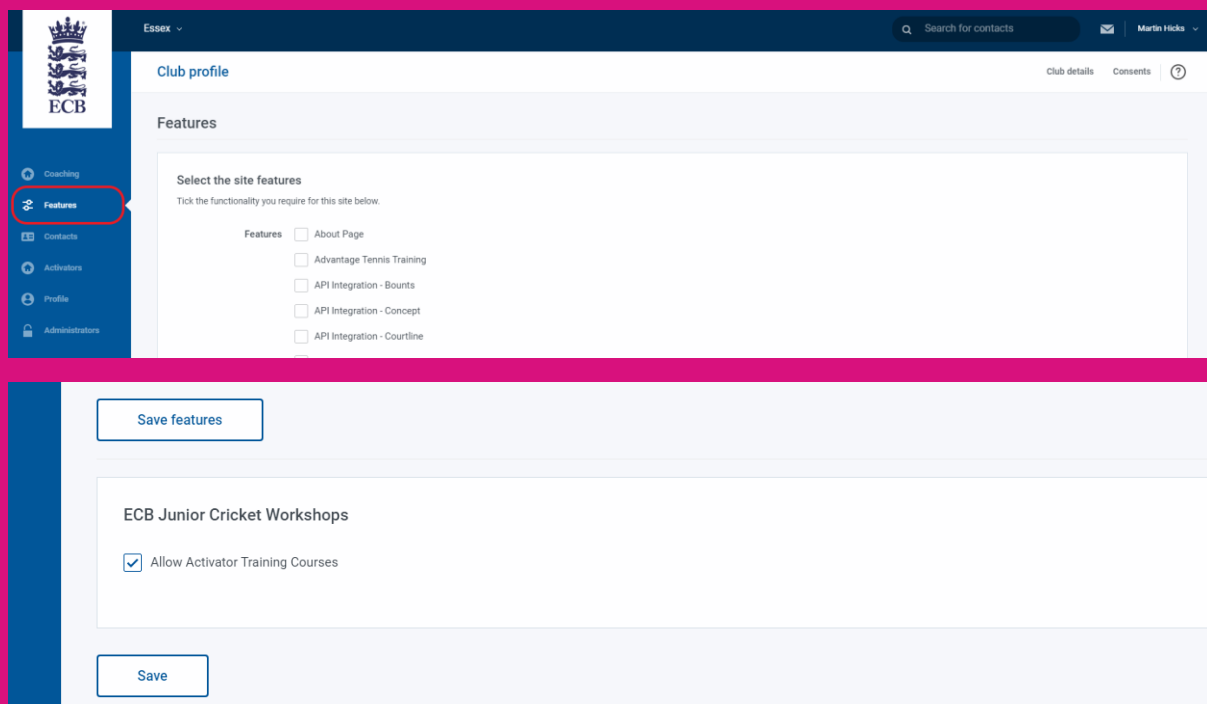 Essex
Search for contacts
Martin Hicks
ECB
Club profile
Club details
Consents
?
Features
Coaching
Features
Contacts
Activators
Profile
Administrators
Select the site features
Tick the functionality you require for this site below.
Features
About Page
Advantage Tennis Training
API Integration - Bounts
API Integration - Concept
API Integration - Courtline
Save features
ECB Junior Cricket Workshops
Allow Activator Training Courses
Save